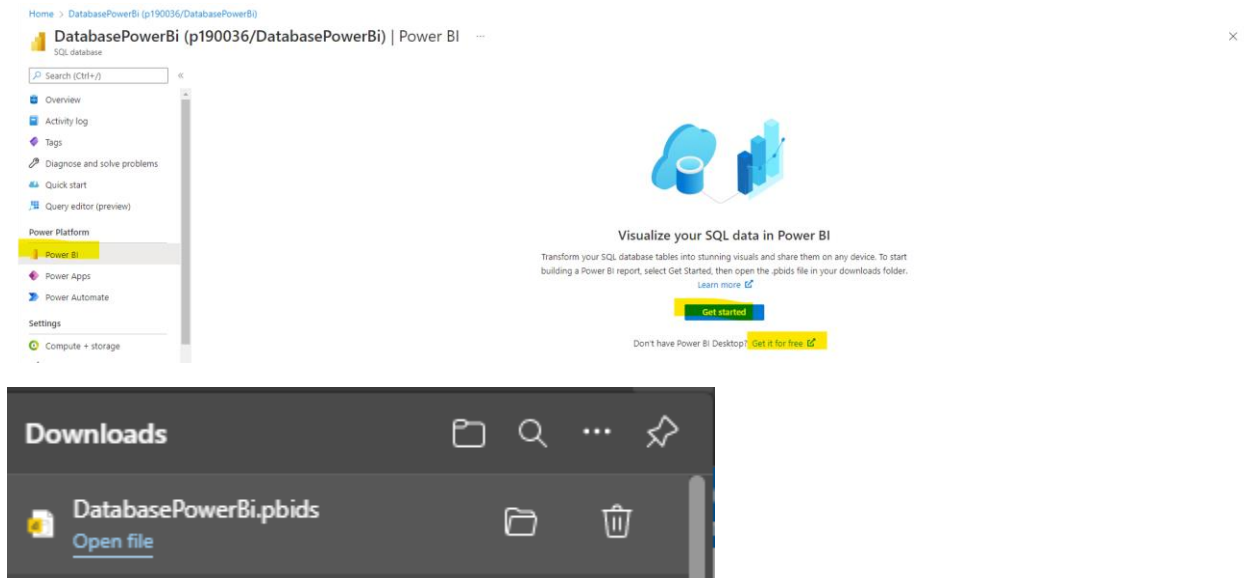 Home > DatabasePowerBi (p190036/DatabasePowerBi)
DatabasePowerBi (p190036/DatabasePowerBi) | Power BI ...
SQL database
Search (Ctrl+/)
«
Overview
Activity log
Tags
Diagnose and solve problems
Quick start
Query editor (preview)
Power Platform
Power BI
Power Apps
Power Automate
Settings
Compute + storage
Visualize your SQL data in Power BI
Transform your SQL database tables into stunning visuals and share them on any device. To start
building a Power BI report, select Get Started, then open the .pbids file in your downloads folder.
Learn more
Get started
Don't have Power BI Desktop? Get it for free
Downloads
DatabasePowerBi.pbids
Open file